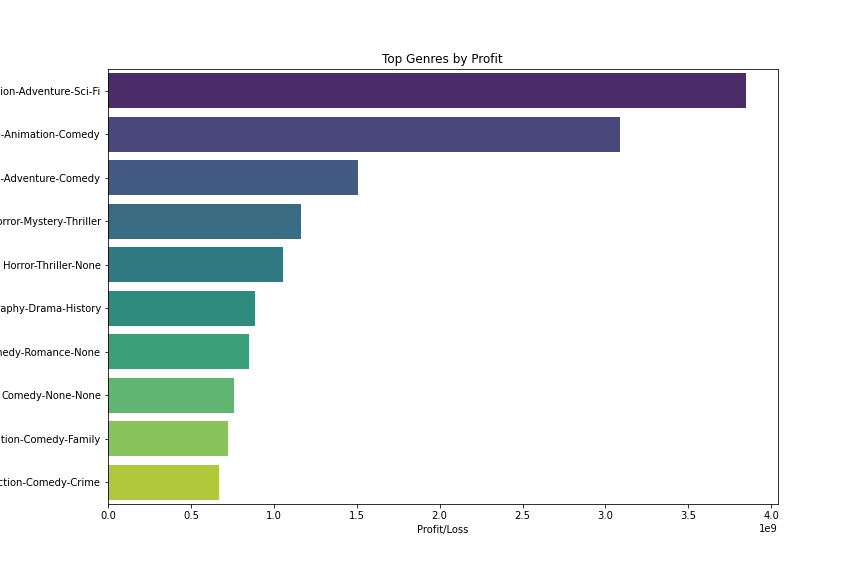 Top Genres by Profit
ion-Adventure-Sci-Fi
-Animation-Comedy
-Adventure-Comedy
orror-Mystery-Thriller
Horror-Thriller-None
raphy-Drama-History
nedy-Romance-None
Comedy-None-None
tion-Comedy-Family
ction-Comedy-Crime
0.0 0.5 1.0 1.5 2.0 2.5 3.0 3.5 4.0
1e9
Profit/Loss